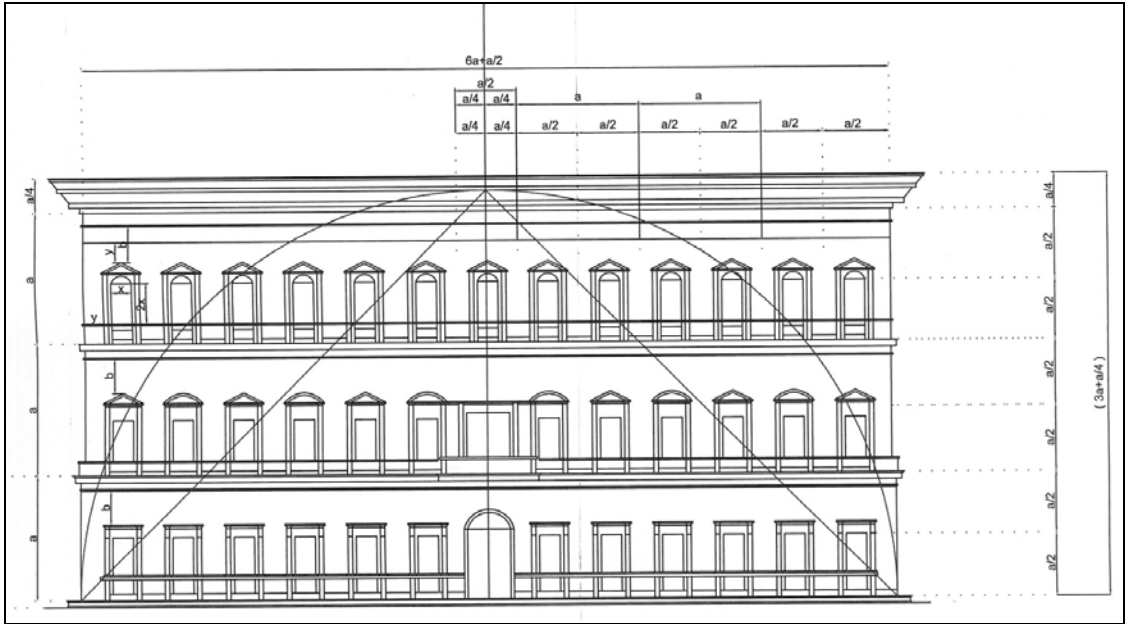 6a+a/2
a/2
a/4 a/4 a a
a/4 a/4 a/2 a/2 a/2 a/2 a/2 a/2
a/4 a/4
y b a/2
a
x 2x a/2
y
b a/2
a a/2
( 3a+a/4 )
b a/2
a a/2